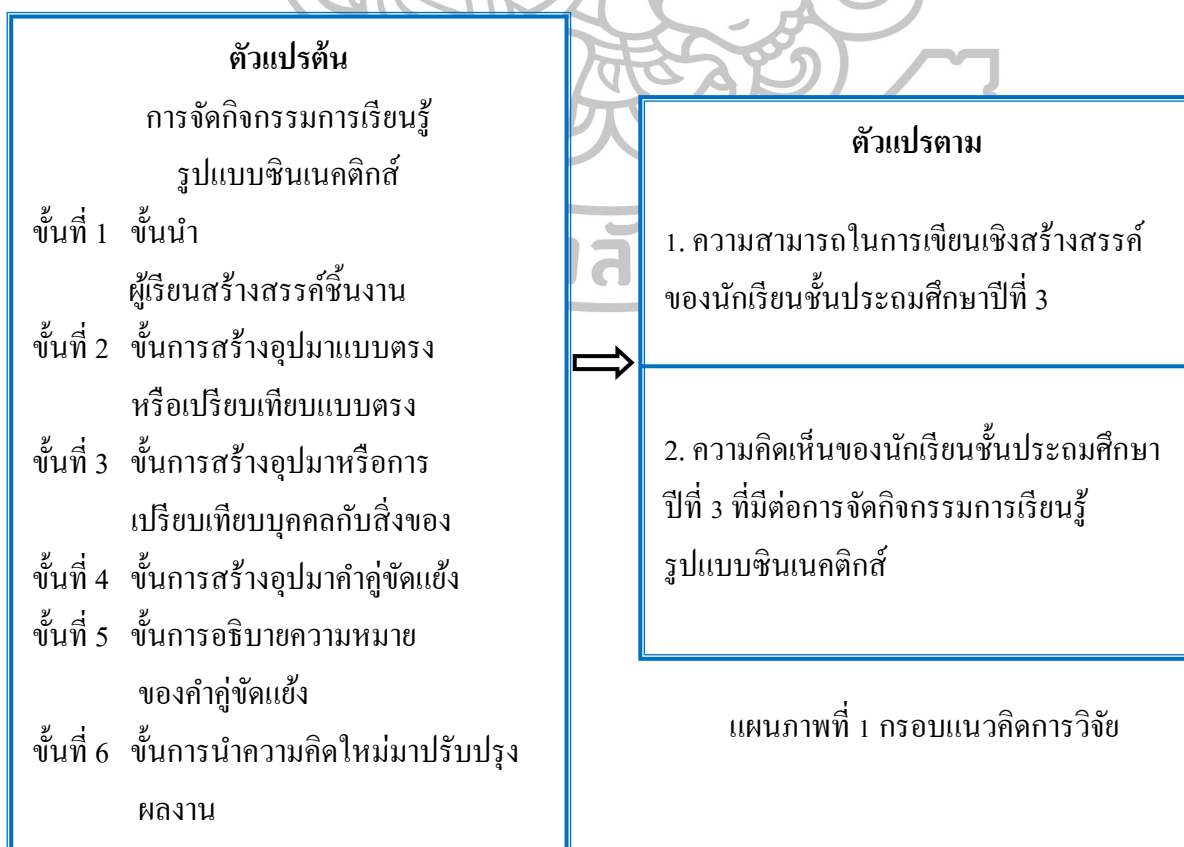 ตัวแปรต้น
การจัดกิจกรรมการเรียนรู้
รูปแบบซินเนคติกส์
ขั้นที่ 1 ขั้นนำ
ผู้เรียนสร้างสรรค์ชิ้นงาน
ขั้นที่ 2 ขั้นการสร้างอุปมาแบบตรง
หรือเปรียบเทียบแบบตรง
ขั้นที่ 3 ขั้นการสร้างอุปมาหรือการ
เปรียบเทียบบุคคลกับสิ่งของ
ขั้นที่ 4 ขั้นการสร้างอุปมาคำคู่ขัดแย้ง
ขั้นที่ 5 ขั้นการอธิบายความหมาย
ของคำคู่ขัดแย้ง
ขั้นที่ 6 ขั้นการนำความคิดใหม่มาปรับปรุง
ผลงาน
ตัวแปรตาม
1. ความสามารถในการเขียนเชิงสร้างสรรค์
ของนักเรียนชั้นประถมศึกษาปีที่ 3
2. ความคิดเห็นของนักเรียนชั้นประถมศึกษา
ปีที่ 3 ที่มีต่อการจัดกิจกรรมการเรียนรู้
รูปแบบซินเนคติกส์
แผนภาพที่ 1 กรอบแนวคิดการวิจัย